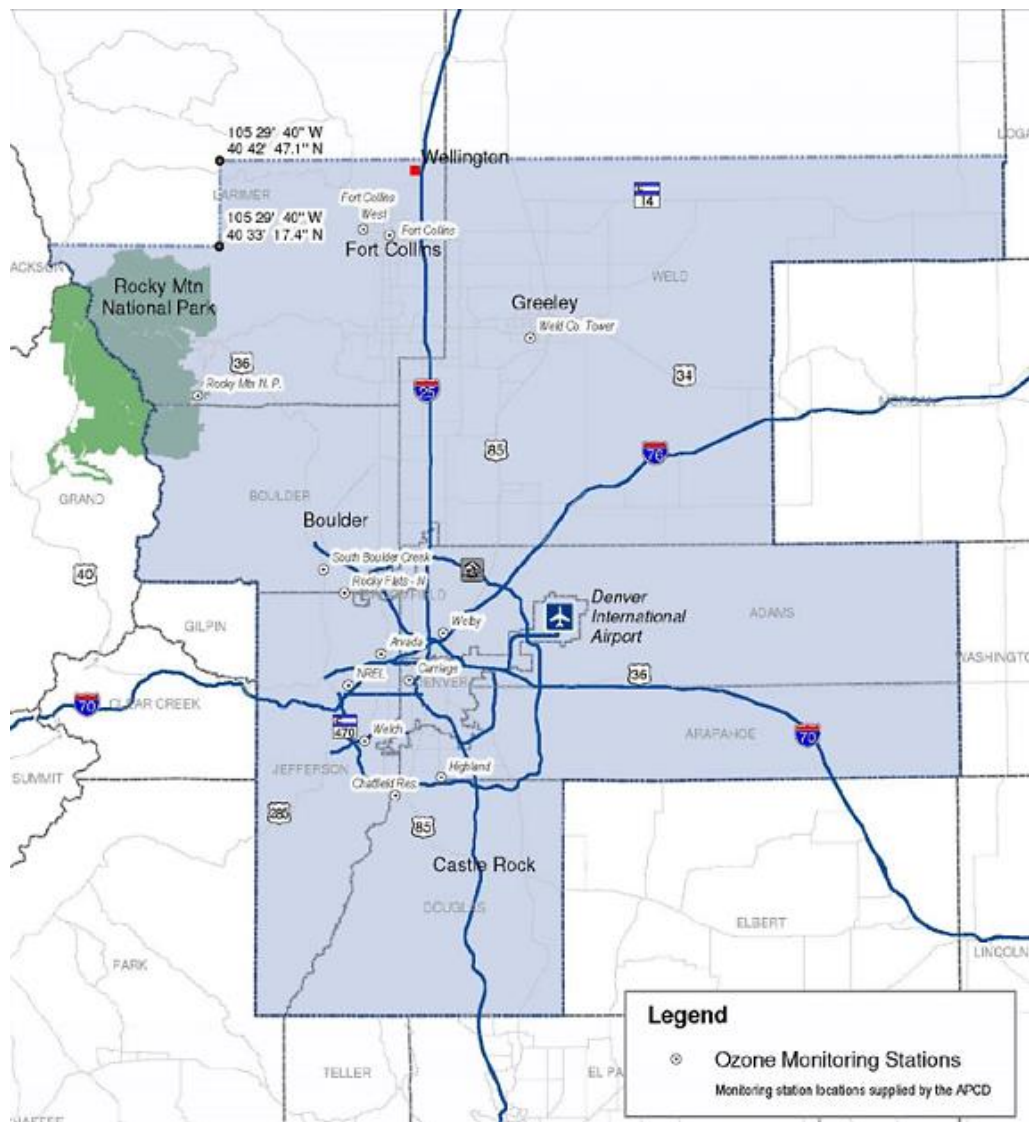 LOGA
105 29' 40" W
40 42' 47.1" N
Wellington
LARIMER
14
Fort Collins
West
Fort Collins
105 29' 40" W
40 33' 17.4" N
Fort Collins
JACKSON
WELD
Rocky Mtn
National Park
Greeley
Weld Co. Tower
36
34
Rocky Mtn N. P.
25
MORGAN
85
76
GRAND
BOULDER
Boulder
South Boulder Creek
40
Rocky Flats - N
Denver
International
Airport
ADAMS
GILPIN
Welby
Arvada
WASHINGTON
NREL
Carriage
DENVER
36
70
CLEAR CREEK
470
Welch
ARAPAHOE
70
SUMMIT
JEFFERSON
Highland
Chatfield Res.
285
85
Castle Rock
DOUGLAS
ELBERT
LINCOLN
PARK
Legend
Ozone Monitoring Stations
Monitoring station locations supplied by the APCD
TELLER
EL PA